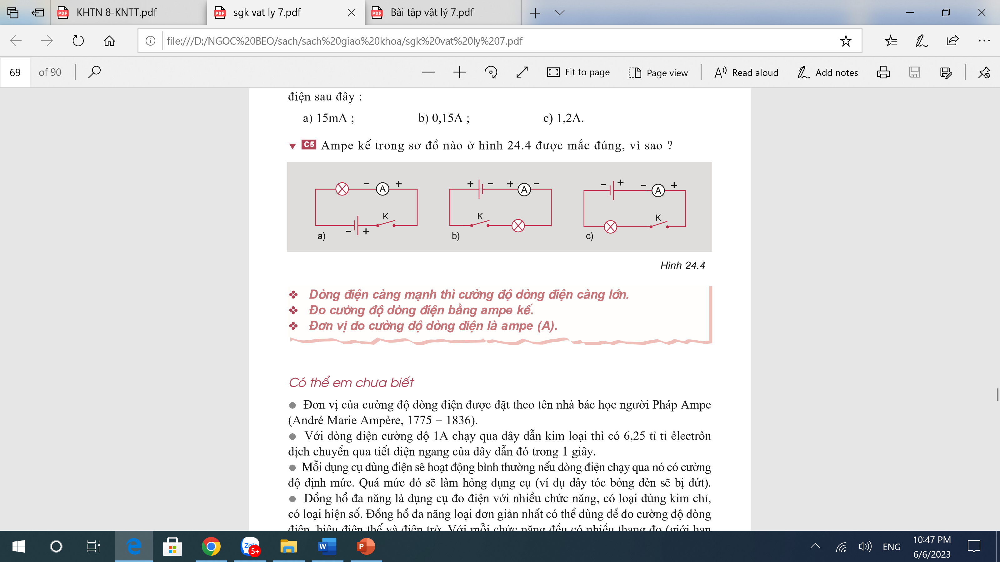 KHTN 8-KNTT.pdf
sgk vat ly 7.pdf
Bài tập vật lý 7.pdf
file:///D:/NGOC%20BEO/sach/sach%20giao%20khoa/sgk%20vat%20ly%207.pdf
69 of 90
Fit to page
Page view
Read aloud
Add notes
điện sau đây :
a) 15mA ; b) 0,15A ; c) 1,2A.
C5 Ampe kế trong sơ đồ nào ở hình 24.4 được mắc đúng, vì sao ?
− A +
K
− +
a)
+ − + A −
K
b)
− + − A +
K
c)
Hình 24.4
Dòng điện càng mạnh thì cường độ dòng điện càng lớn.
Đo cường độ dòng điện bằng ampe kế.
Đơn vị đo cường độ dòng điện là ampe (A).
Có thể em chưa biết
Đơn vị của cường độ dòng điện được đặt theo tên nhà bác học người Pháp Ampe
(André Marie Ampère, 1775 – 1836).
Với dòng điện cường độ 1A chạy qua dây dẫn kim loại thì có 6,25 tỉ tỉ êlectrôn
dịch chuyển qua tiết diện ngang của dây dẫn đó trong 1 giây.
Mỗi dụng cụ dùng điện sẽ hoạt động bình thường nếu dòng điện chạy qua nó có cường
độ định mức. Quá mức đó sẽ làm hỏng dụng cụ (ví dụ dây tóc bóng đèn sẽ bị đứt).
Đồng hồ đa năng là dụng cụ đo điện với nhiều chức năng, có loại dùng kim chỉ,
có loại hiện số. Đồng hồ đa năng loại đơn giản nhất có thể dùng để đo cường độ dòng
điện, hiệu điện thế và điện trở. Với mỗi chức năng đều có nhiều thang đo (giới hạn
Zalo
5+
W
P
ENG
10:47 PM
6/6/2023